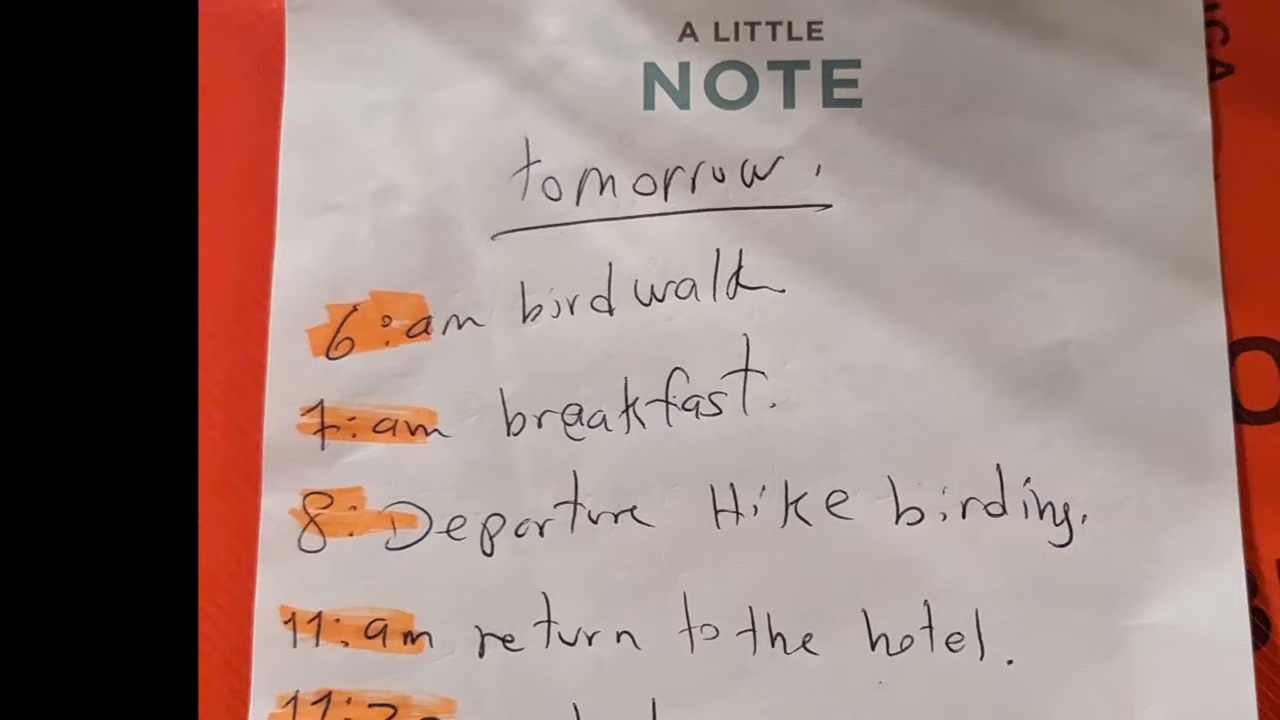 A LITTLE
NOTE
tomorrow.
6:am bird walk
7:am breakfast.
8: Departure Hike birding.
11:am return to the hotel.